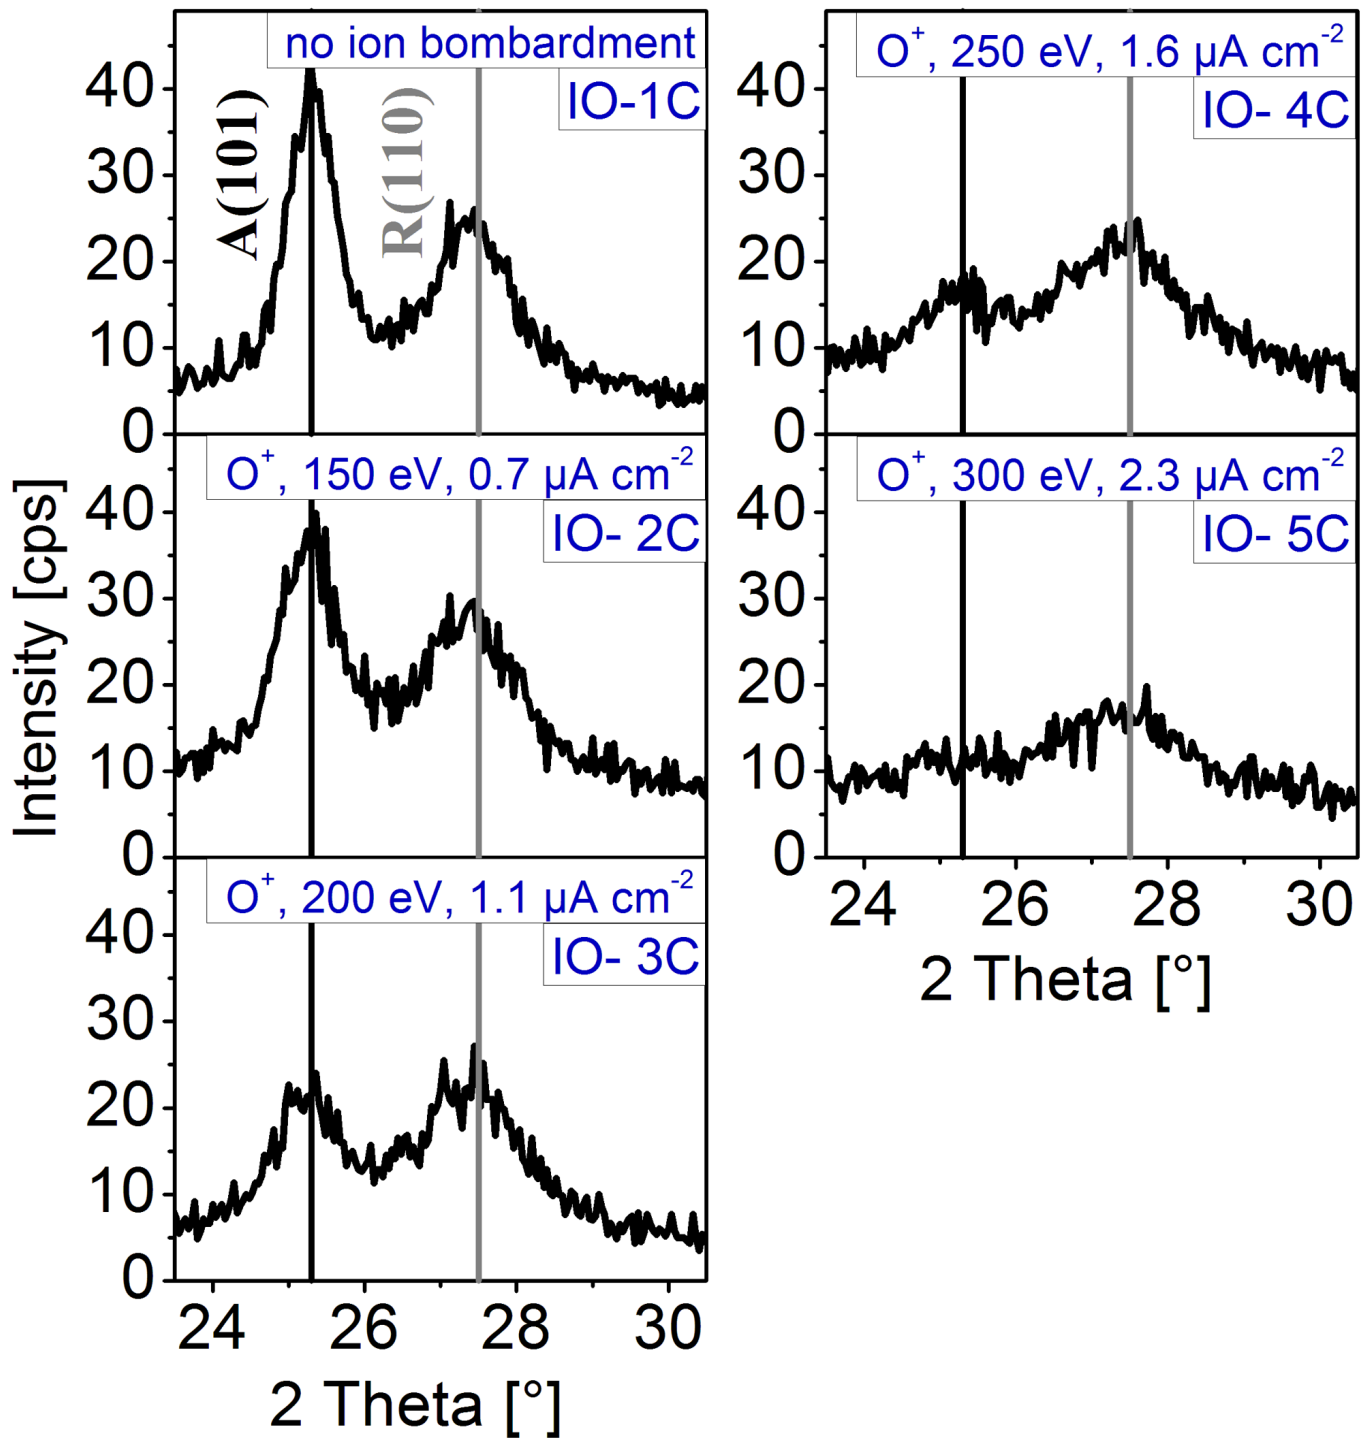 no ion bombardment
IO-1C
A(101)
R(110)
40
30
20
10
0
O⁺, 150 eV, 0.7 µA cm⁻²
IO- 2C
40
30
20
10
0
Intensity [cps]
O⁺, 200 eV, 1.1 µA cm⁻²
IO- 3C
40
30
20
10
0
24 26 28
2 Theta [°]
O⁺, 250 eV, 1.6 µA cm⁻²
IO- 4C
40
30
20
10
0
O⁺, 300 eV, 2.3 µA cm⁻²
IO- 5C
40
30
20
10
0
24 26 28 30
2 Theta [°]